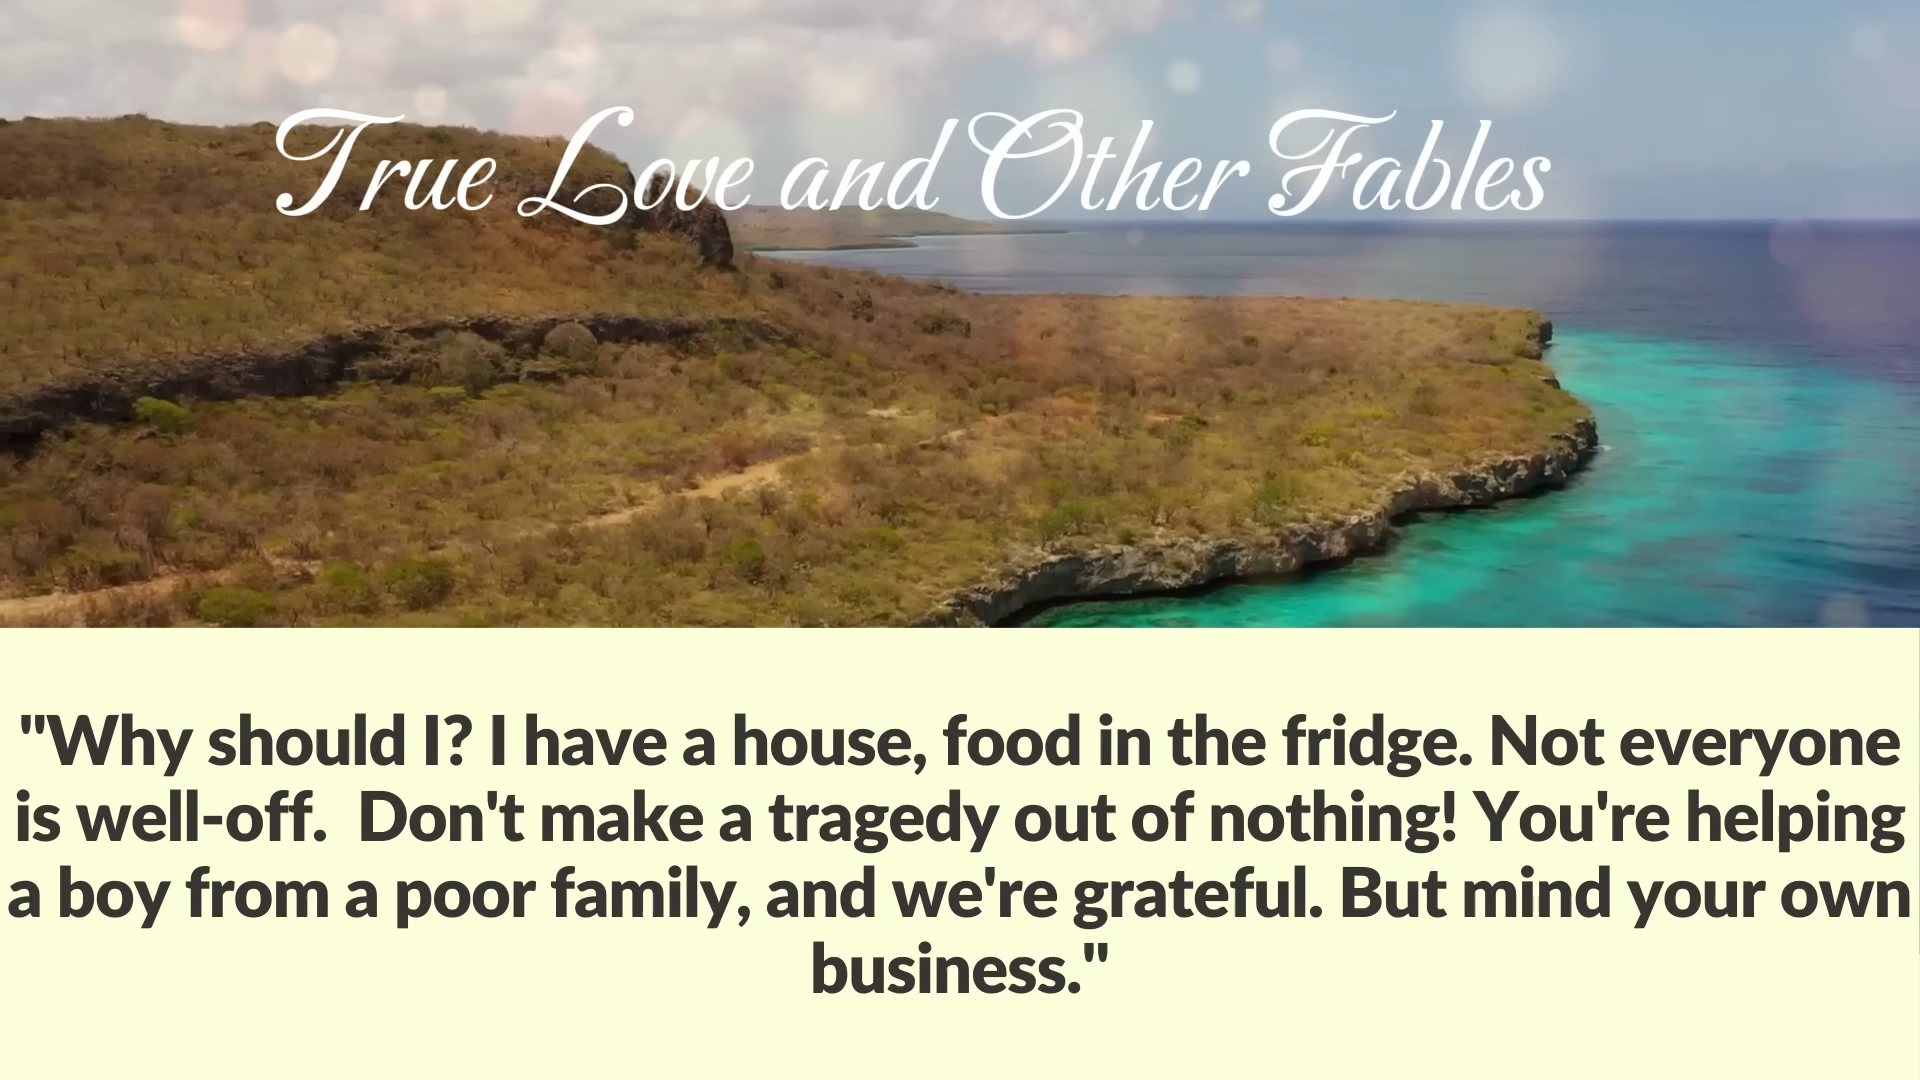 True Love and Other Fables
"Why should I? I have a house, food in the fridge. Not everyone
is well-off.  Don't make a tragedy out of nothing! You're helping
a boy from a poor family, and we're grateful. But mind your own
business."